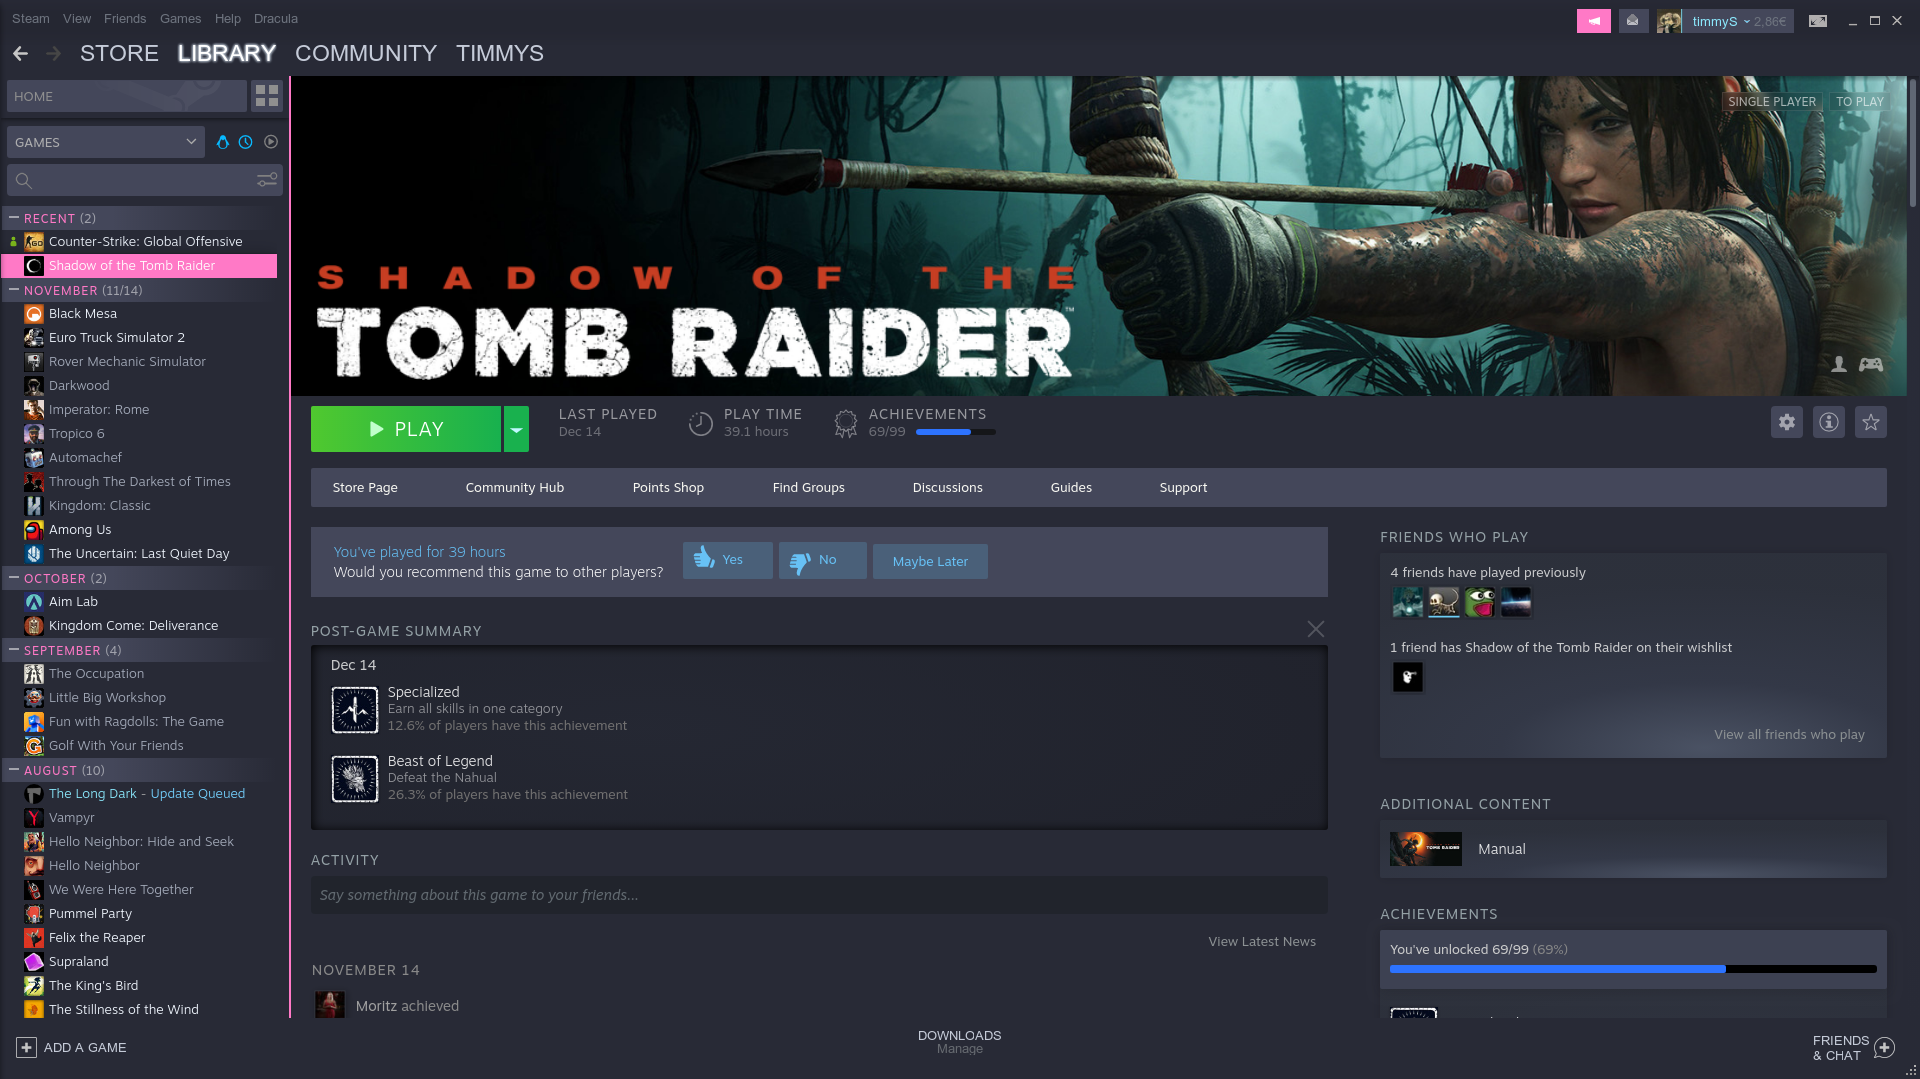 Steam View Friends Games Help Dracula
timmyS 2,86€
STORE LIBRARY COMMUNITY TIMMYS
HOME
SINGLE PLAYER TO PLAY
GAMES
RECENT (2)
Counter-Strike: Global Offensive
Shadow of the Tomb Raider
NOVEMBER (11/14)
Black Mesa
Euro Truck Simulator 2
Rover Mechanic Simulator
Darkwood
Imperator: Rome
Tropico 6
Automachef
Through The Darkest of Times
Kingdom: Classic
Among Us
The Uncertain: Last Quiet Day
OCTOBER (2)
Aim Lab
Kingdom Come: Deliverance
SEPTEMBER (4)
The Occupation
Little Big Workshop
Fun with Ragdolls: The Game
Golf With Your Friends
AUGUST (10)
The Long Dark - Update Queued
Vampyr
Hello Neighbor: Hide and Seek
Hello Neighbor
We Were Here Together
Pummel Party
Felix the Reaper
Supraland
The King's Bird
The Stillness of the Wind
SHADOW OF THE
TOMB RAIDER™
PLAY
LAST PLAYED
Dec 14
PLAY TIME
39.1 hours
ACHIEVEMENTS
69/99
Store Page Community Hub Points Shop Find Groups Discussions Guides Support
You've played for 39 hours
Would you recommend this game to other players?
Yes No Maybe Later
POST-GAME SUMMARY
Dec 14
Specialized
Earn all skills in one category
12.6% of players have this achievement
Beast of Legend
Defeat the Nahual
26.3% of players have this achievement
ACTIVITY
Say something about this game to your friends...
View Latest News
NOVEMBER 14
Moritz achieved
FRIENDS WHO PLAY
4 friends have played previously
1 friend has Shadow of the Tomb Raider on their wishlist
View all friends who play
ADDITIONAL CONTENT
TOMB RAIDER
Manual
ACHIEVEMENTS
You've unlocked 69/99 (69%)
ADD A GAME
DOWNLOADS
Manage
FRIENDS
& CHAT